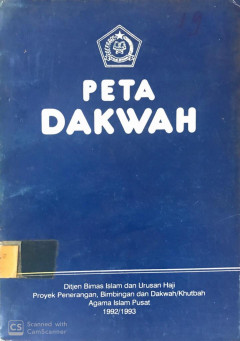 PETA
DAKWAH
Ditjen Bimas Islam dan Urusan Haji
Proyek Penerangan, Bimbingan dan Dakwah/Khutbah
Agama Islam Pusat
1992/1993
CS Scanned with
CamScanner